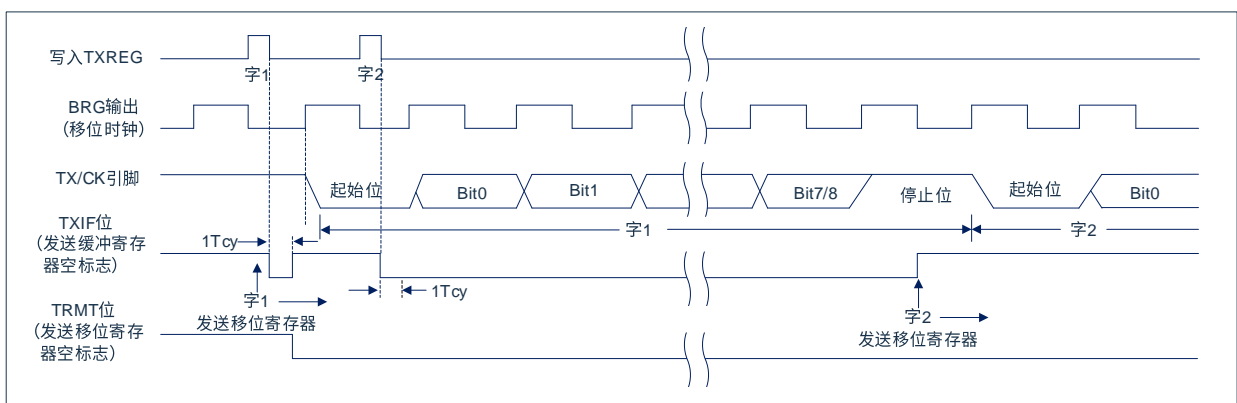 写入TXREG
字1
字2
BRG输出
(移位时钟)
TX/CK引脚
起始位
Bit0
Bit1
Bit7/8
停止位
起始位
Bit0
TXIF位
(发送缓冲寄存
器空标志)
1Tcy
字1
字2
字1
发送移位寄存器
1Tcy
字2
发送移位寄存器
TRMT位
(发送移位寄存
器空标志)